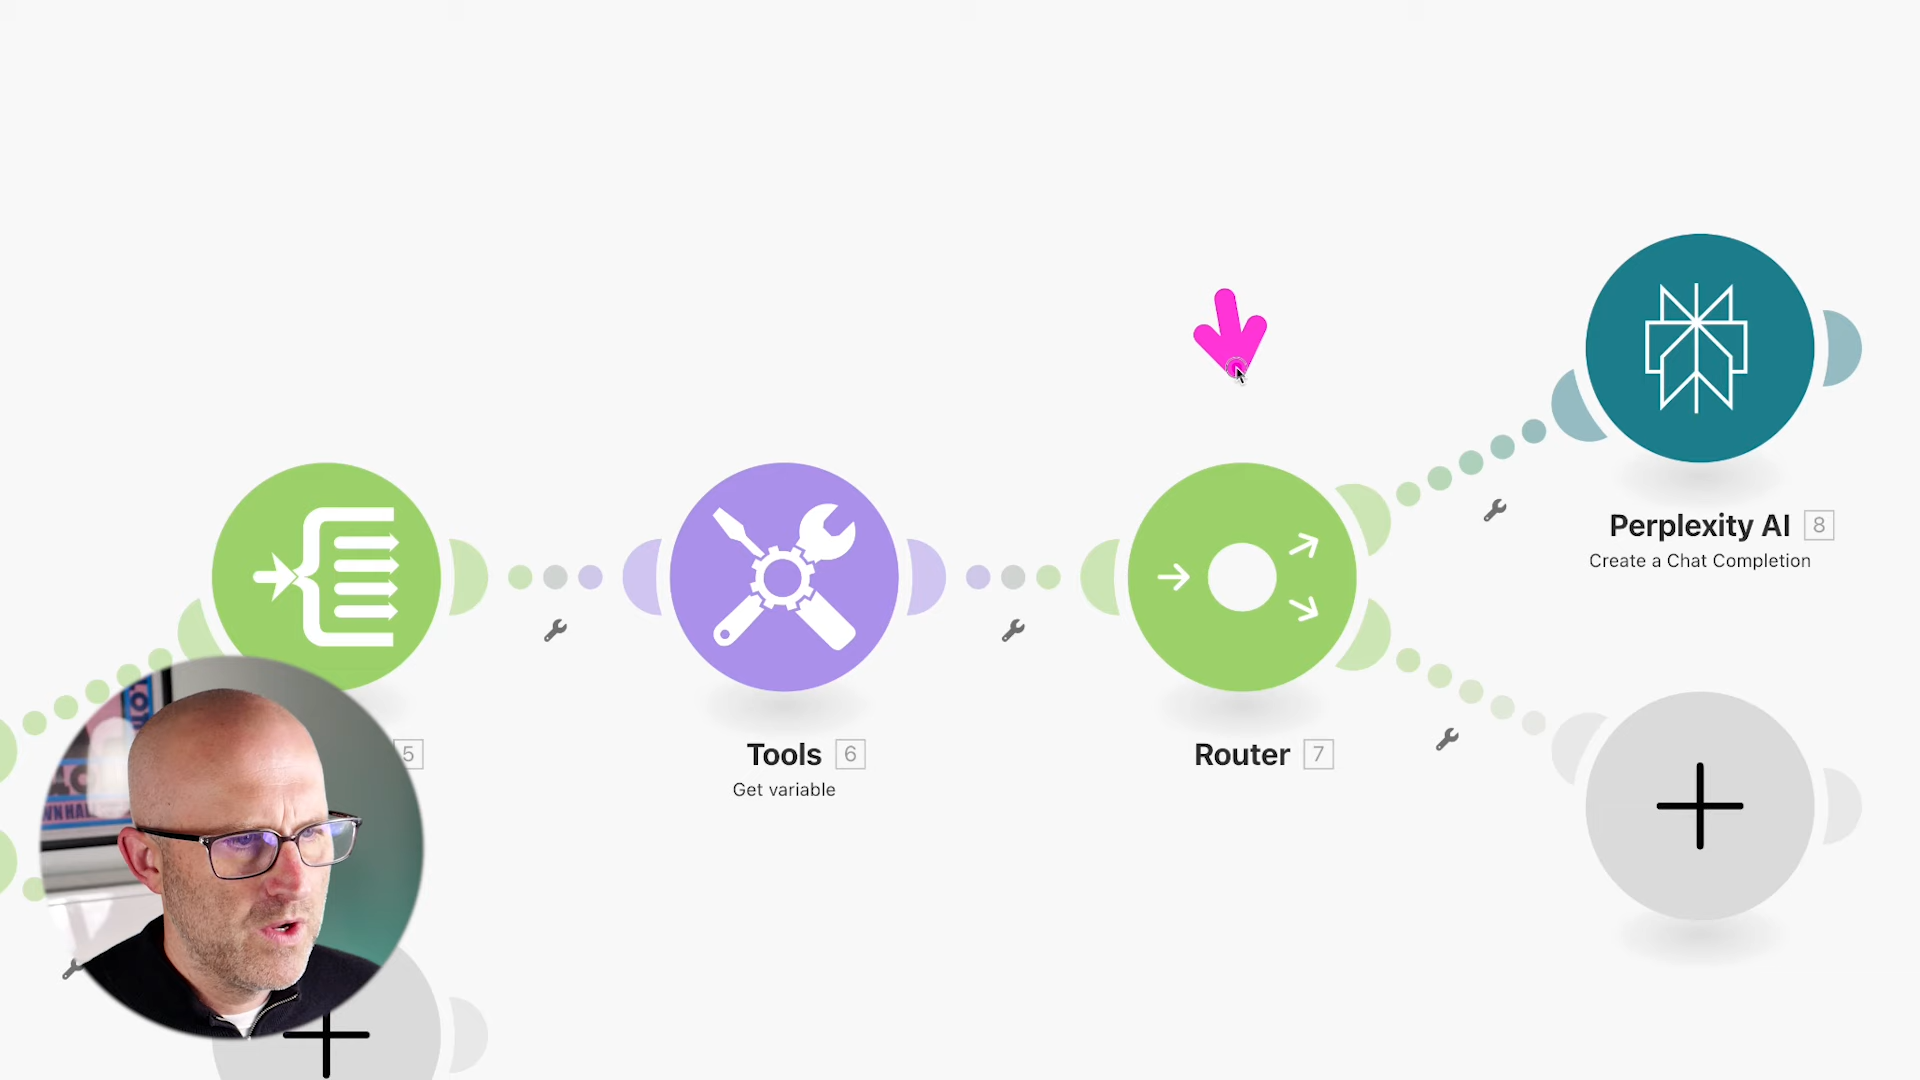 Perplexity AI 8
Create a Chat Completion
5
Tools 6
Get variable
Router 7